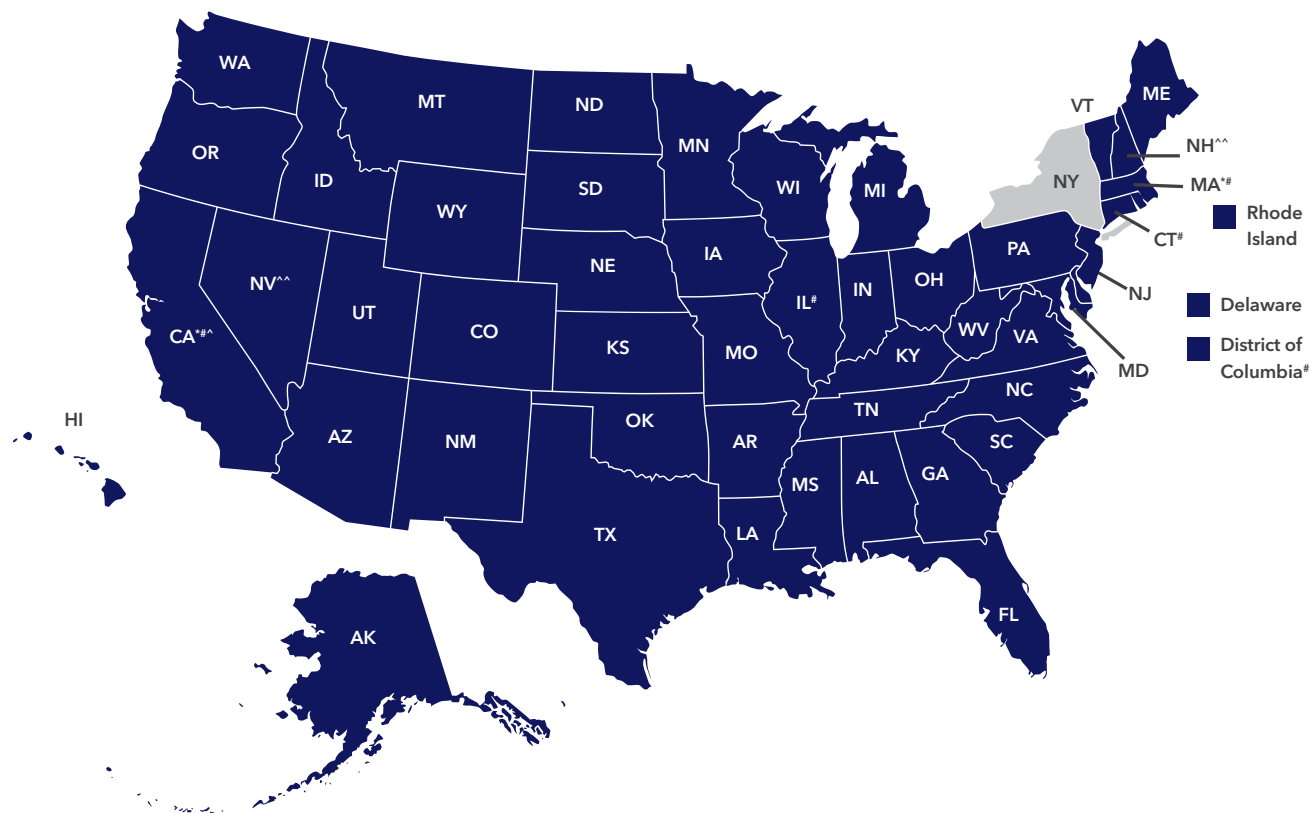 WA
MT
ND
MN
ME
VT
OR
ID
SD
WI
MI
NY
NH^^
MA*#
WY
Rhode
Island
CT#
NV^^
UT
NE
IA
IL#
IN
OH
PA
NJ
Delaware
CA*#^
CO
KS
MO
KY
WV
VA
District of
Columbia#
MD
HI
AZ
NM
OK
AR
TN
NC
SC
MS
AL
GA
TX
LA
FL
AK